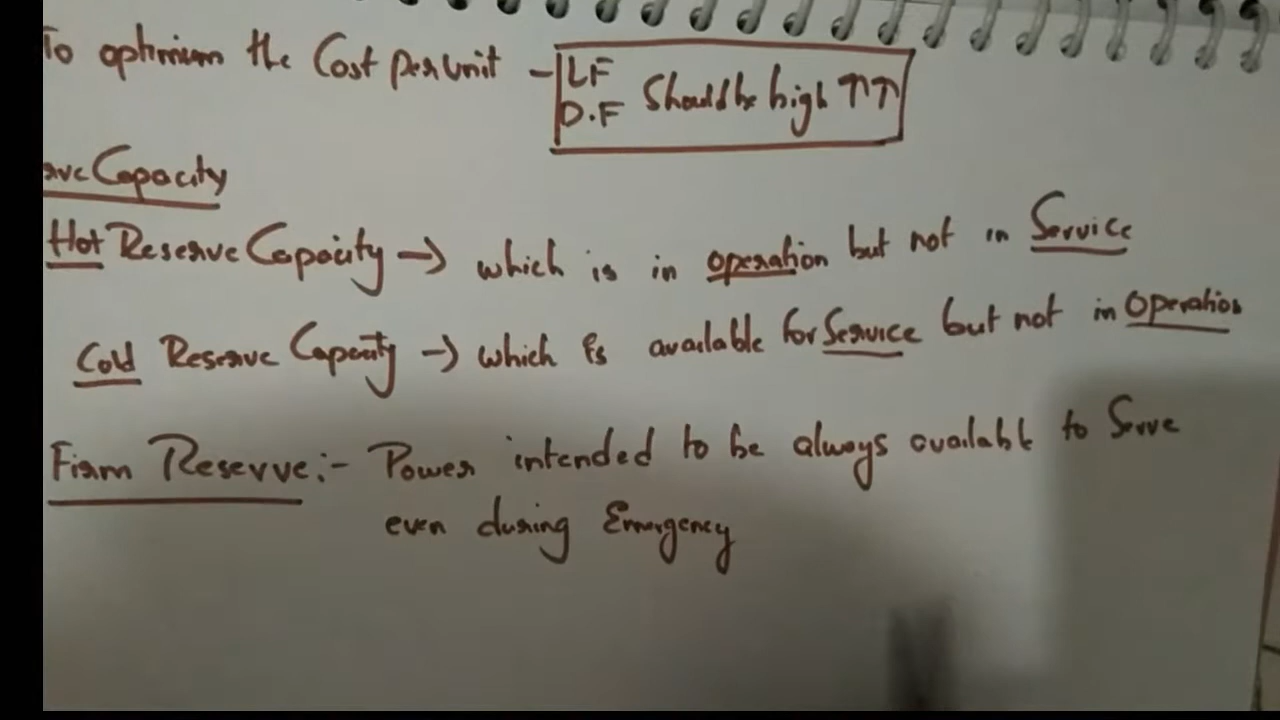 To optimium the Cost per unit - LF
D.F Should be high ↑↑
rve Capacity
Hot Reserve Capacity → which is in operation but not in Service
Cold Reserve Capacity → which is available for Service but not in Operation
Firm Reserve:- Power intended to be always available to Serve
even during Emergency